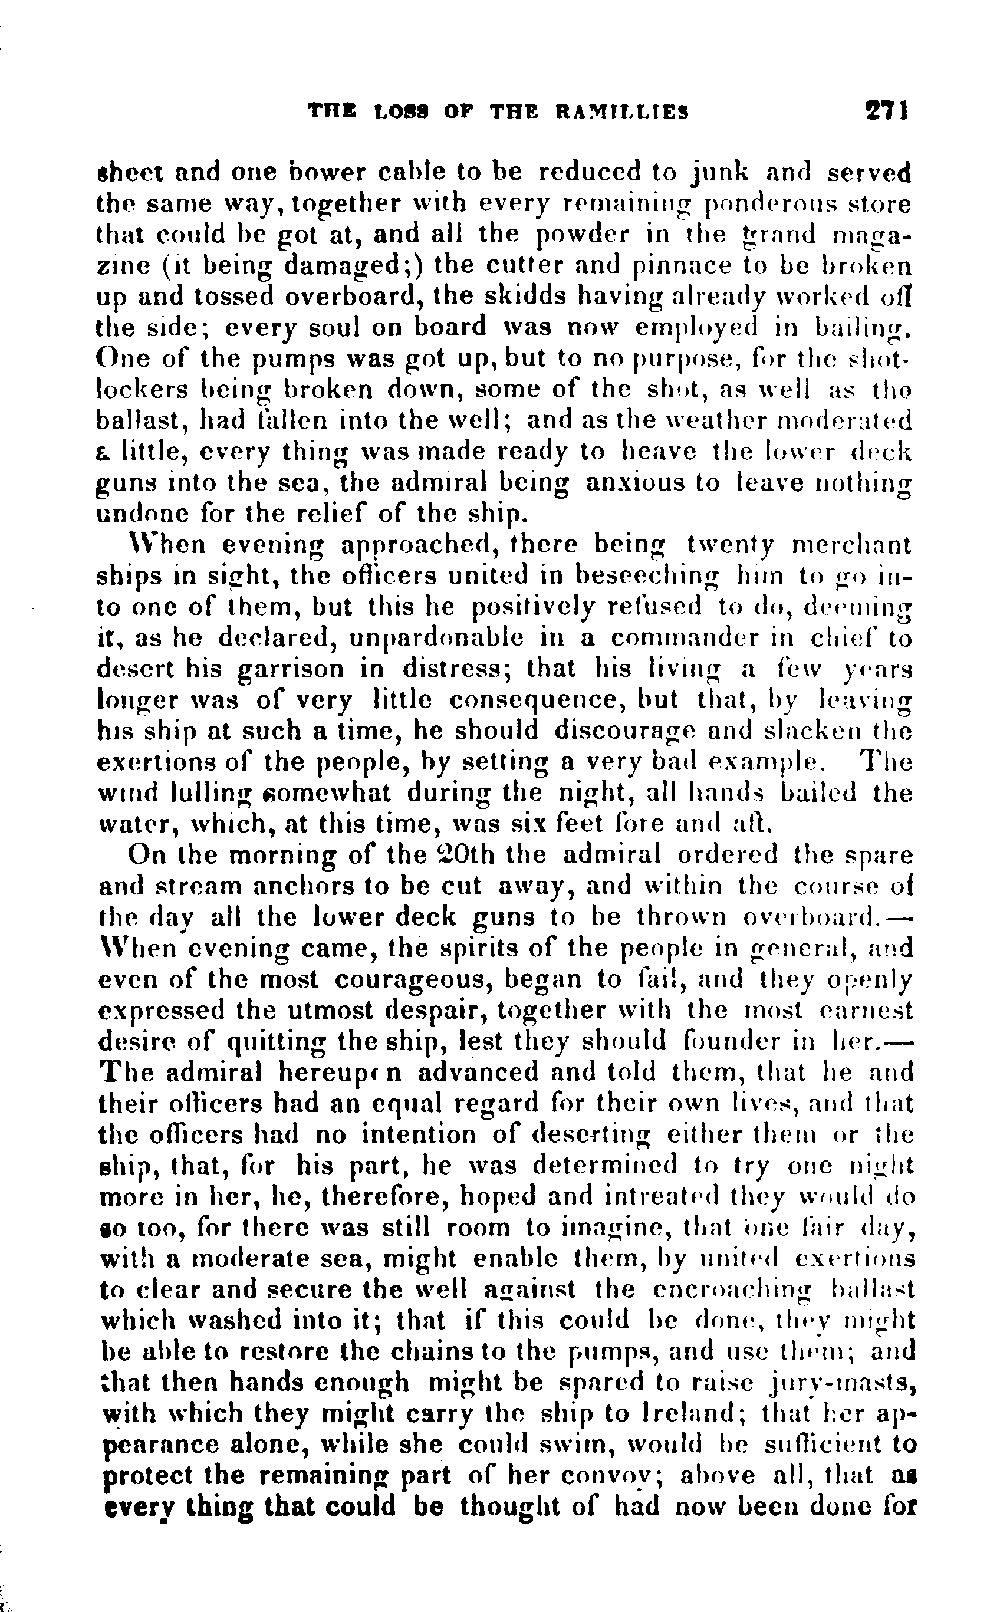 THE LOSS OF THE RAMILLIES 271
sheet and one bower cable to be reduced to junk and served
the same way, together with every remaining ponderous store
that could be got at, and all the powder in the grand maga-
zine (it being damaged;) the cutter and pinnace to be broken
up and tossed overboard, the skidds having already worked off
the side; every soul on board was now employed in bailing.
One of the pumps was got up, but to no purpose, for the shot-
lockers being broken down, some of the shot, as well as the
ballast, had fallen into the well; and as the weather moderated
a little, every thing was made ready to heave the lower deck
guns into the sea, the admiral being anxious to leave nothing
undone for the relief of the ship.
When evening approached, there being twenty merchant
ships in sight, the officers united in beseeching him to go in-
to one of them, but this he positively refused to do, deeming
it, as he declared, unpardonable in a commander in chief to
desert his garrison in distress; that his living a few years
longer was of very little consequence, but that, by leaving
his ship at such a time, he should discourage and slacken the
exertions of the people, by setting a very bad example. The
wind lulling somewhat during the night, all hands bailed the
water, which, at this time, was six feet fore and aft.
On the morning of the 20th the admiral ordered the spare
and stream anchors to be cut away, and within the course of
the day all the lower deck guns to be thrown overboard.—
When evening came, the spirits of the people in general, and
even of the most courageous, began to fail, and they openly
expressed the utmost despair, together with the most earnest
desire of quitting the ship, lest they should founder in her.—
The admiral hereupon advanced and told them, that he and
their officers had an equal regard for their own lives, and that
the officers had no intention of deserting either them or the
ship, that, for his part, he was determined to try one night
more in her, he, therefore, hoped and intreated they would do
so too, for there was still room to imagine, that one fair day,
with a moderate sea, might enable them, by united exertions
to clear and secure the well against the encroaching ballast
which washed into it; that if this could be done, they might
be able to restore the chains to the pumps, and use them; and
that then hands enough might be spared to raise jury-masts,
with which they might carry the ship to Ireland; that her ap-
pearance alone, while she could swim, would be sufficient to
protect the remaining part of her convoy; above all, that as
every thing that could be thought of had now been done for